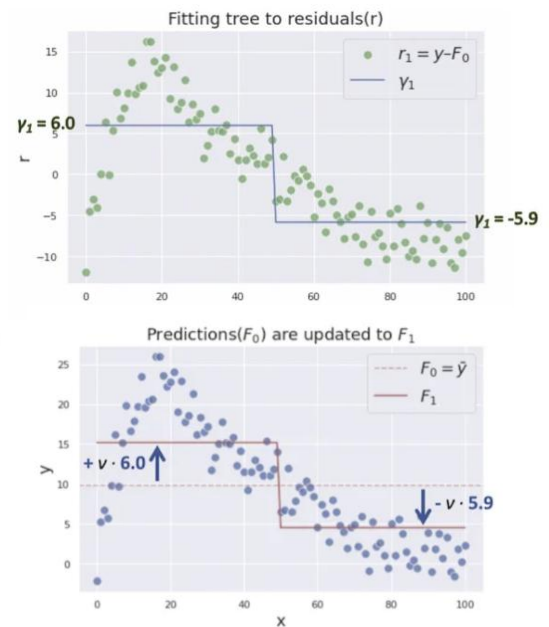 Fitting tree to residuals(r)
r₁ = y–F₀
γ₁
γ₁ = 6.0
γ₁ = -5.9
r
15
10
5
0
−5
−10
0 20 40 60 80 100
Predictions(F₀) are updated to F₁
F₀ = ȳ
F₁
+ ν · 6.0
- ν · 5.9
y
25
20
15
10
5
0
0 20 40 60 80 100
x